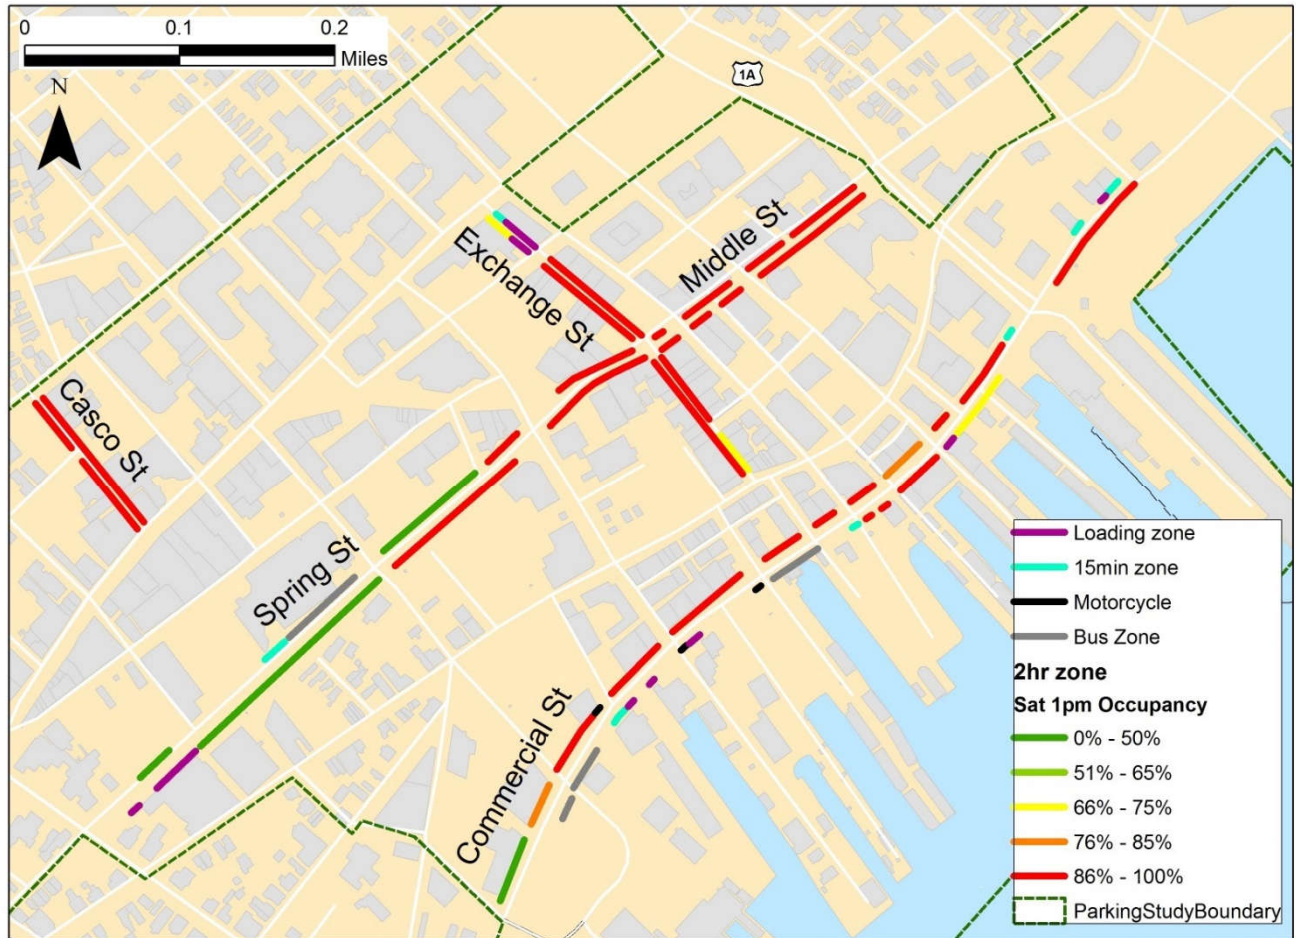 0 0.1 0.2
Miles
N
1A
Middle St
Exchange St
Casco St
Spring St
Commercial St
Loading zone
15min zone
Motorcycle
Bus Zone
2hr zone
Sat 1pm Occupancy
0% - 50%
51% - 65%
66% - 75%
76% - 85%
86% - 100%
ParkingStudyBoundary